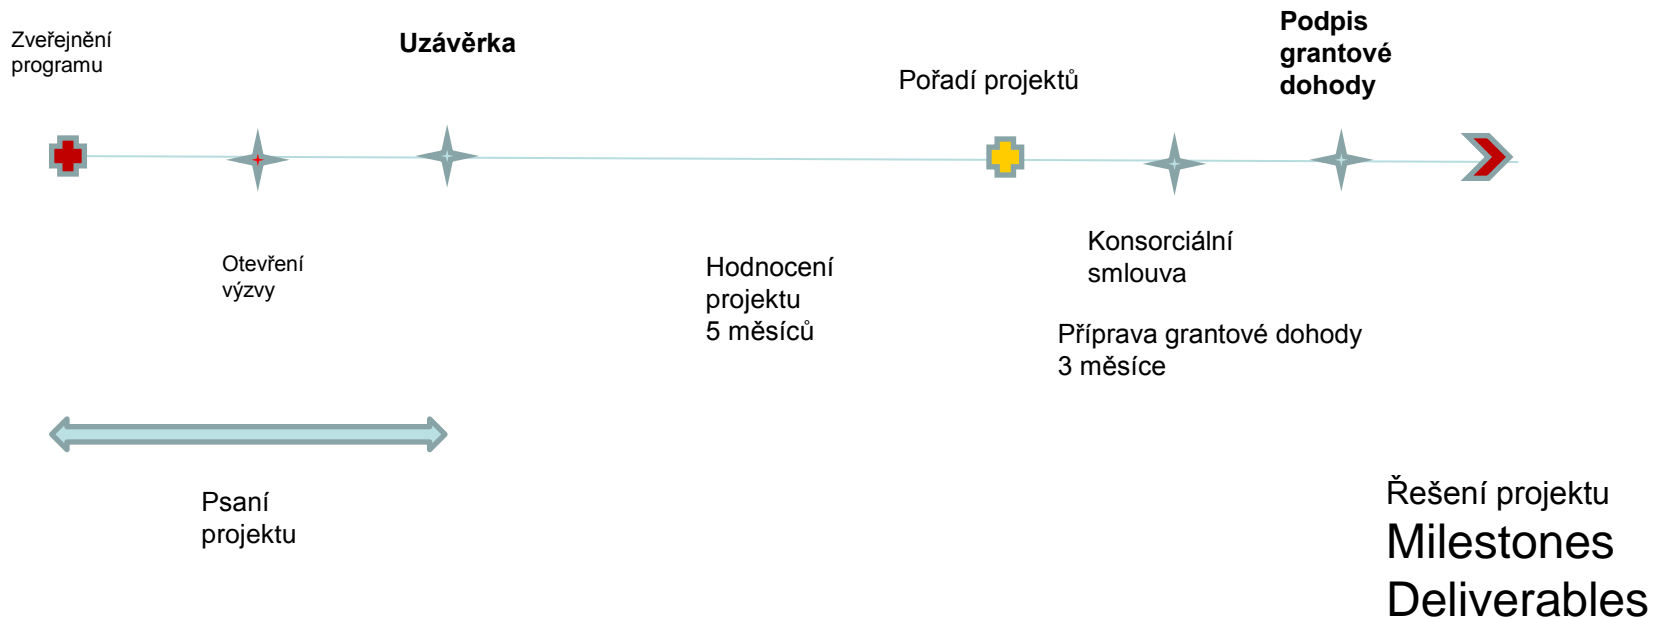 Zveřejnění
programu
Uzávěrka
Pořadí projektů
Podpis
grantové
dohody
Otevření
výzvy
Hodnocení
projektu
5 měsíců
Konsorciální
smlouva
Příprava grantové dohody
3 měsíce
Psaní
projektu
Řešení projektu
Milestones
Deliverables